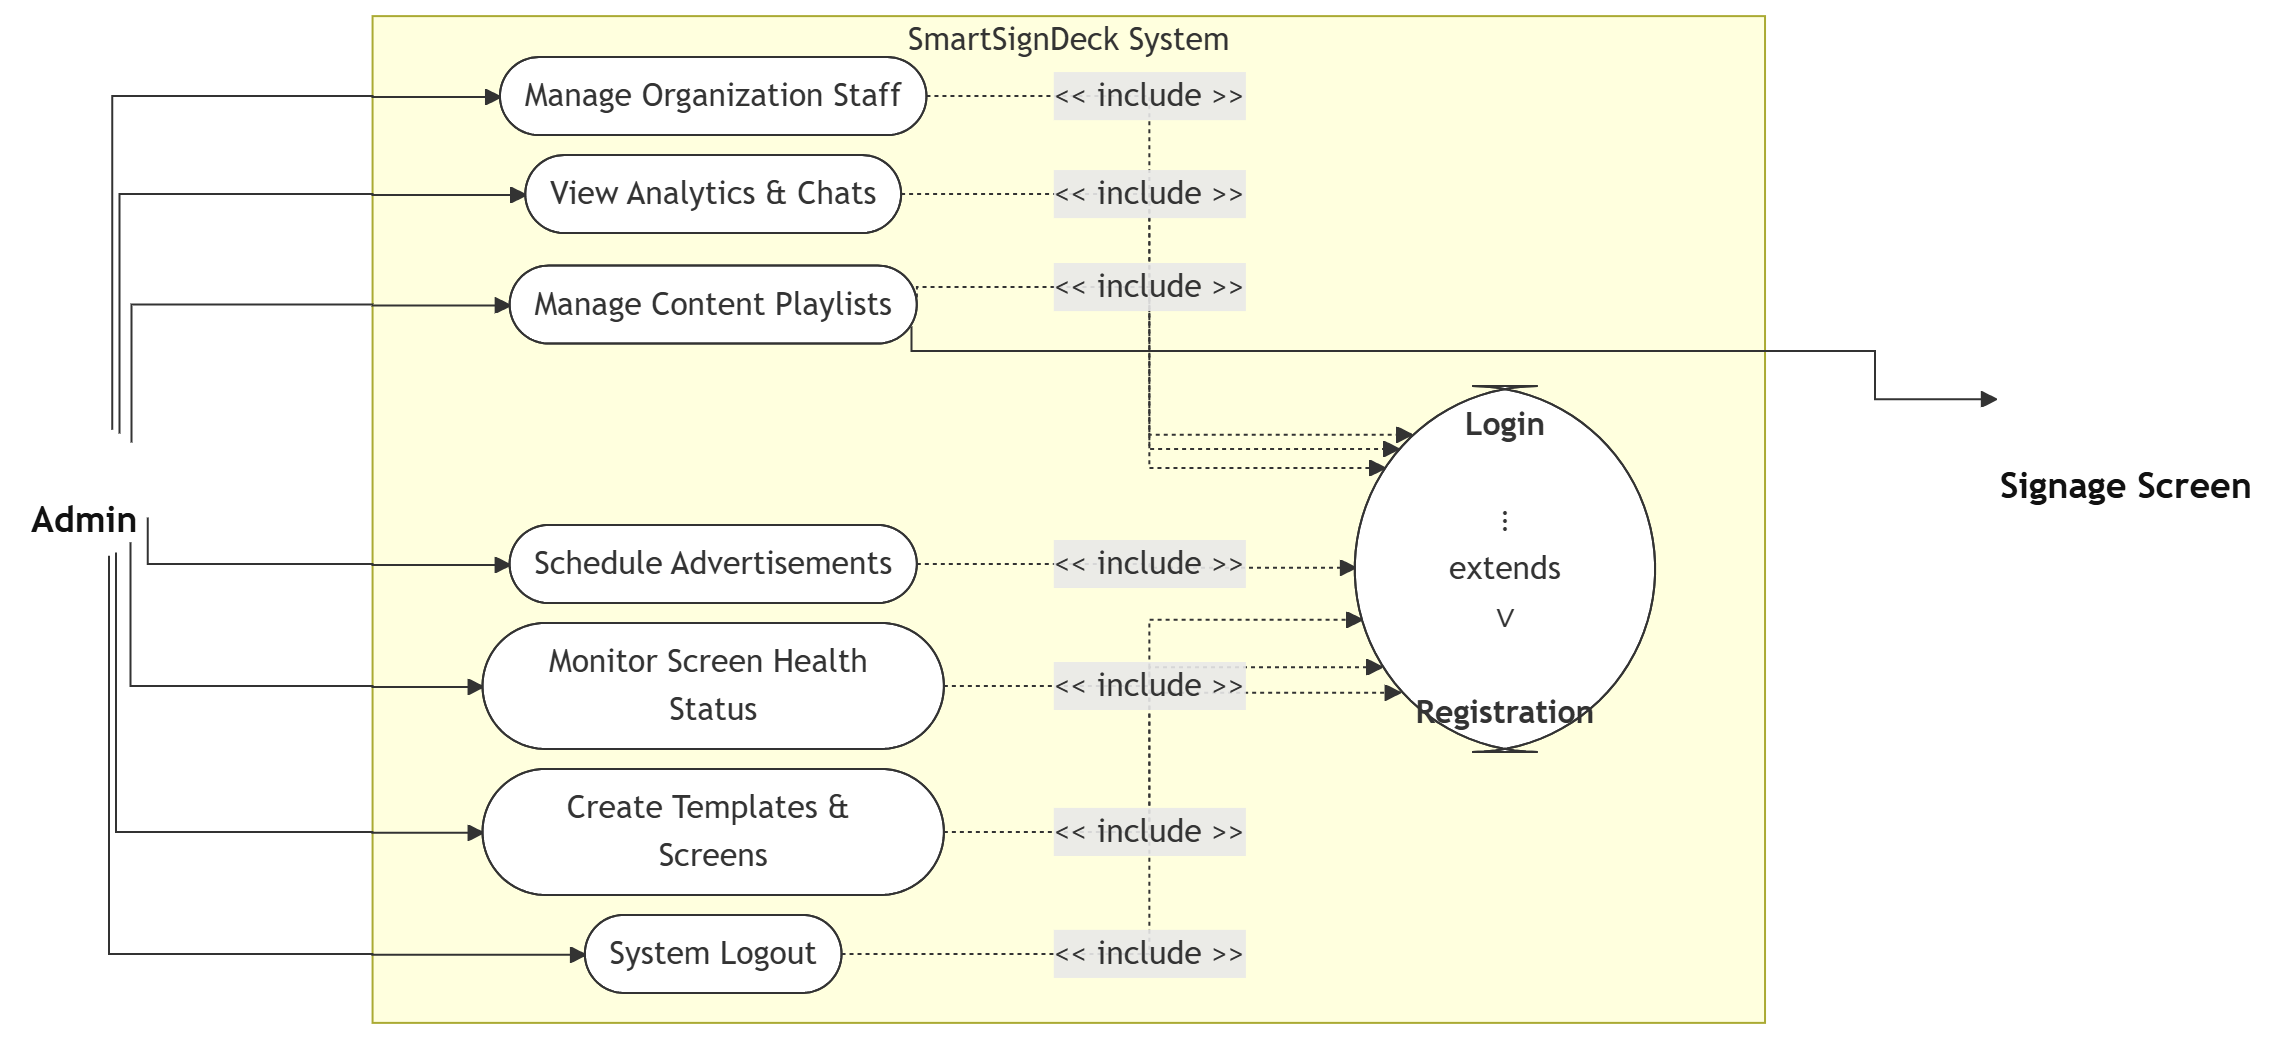 SmartSignDeck System
Manage Organization Staff
<< include >>
View Analytics & Chats
<< include >>
Manage Content Playlists
<< include >>
Login
⋮
extends
V
Registration
Signage Screen
Admin
Schedule Advertisements
<< include >>
Monitor Screen Health
Status
<< include >>
Create Templates &
Screens
<< include >>
System Logout
<< include >>